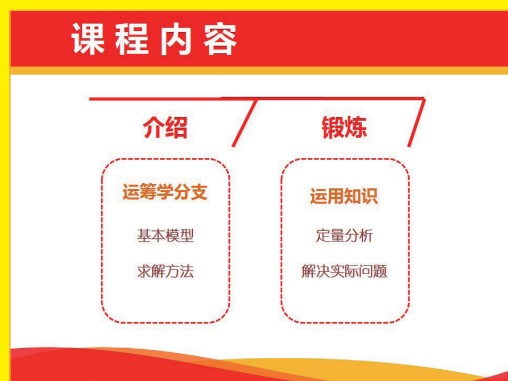 课程内容
介绍
运筹学分支
基本模型
求解方法
锻炼
运用知识
定量分析
解决实际问题